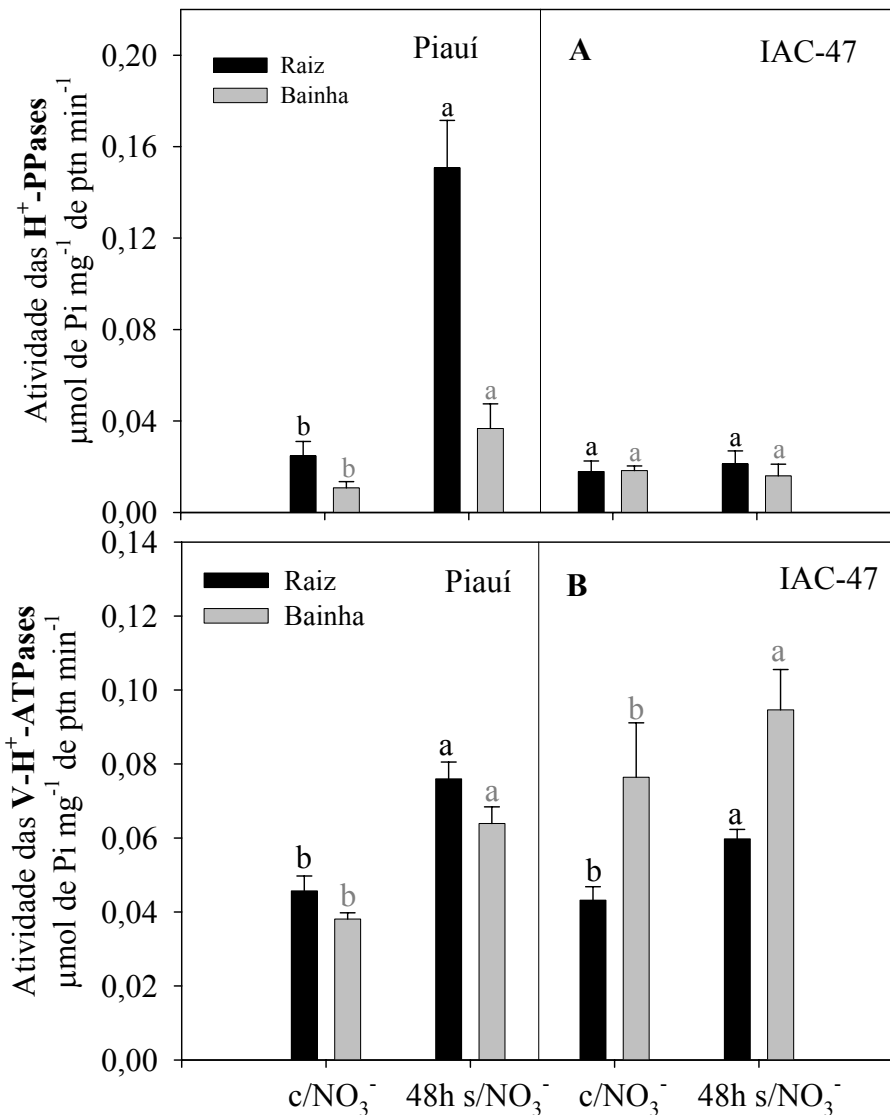 Atividade das H⁺-PPases
µmol de Pi mg⁻¹ de ptn min⁻¹
0,20
0,16
0,12
0,08
0,04
0,00
Raiz
Bainha
Piauí
A
IAC-47
b
b
a
a
a
a
a
a
Atividade das V-H⁺-ATPases
µmol de Pi mg⁻¹ de ptn min⁻¹
0,14
0,12
0,10
0,08
0,06
0,04
0,02
0,00
Raiz
Bainha
Piauí
B
IAC-47
b
b
a
a
b
b
a
a
c/NO₃⁻
48h s/NO₃⁻
c/NO₃⁻
48h s/NO₃⁻